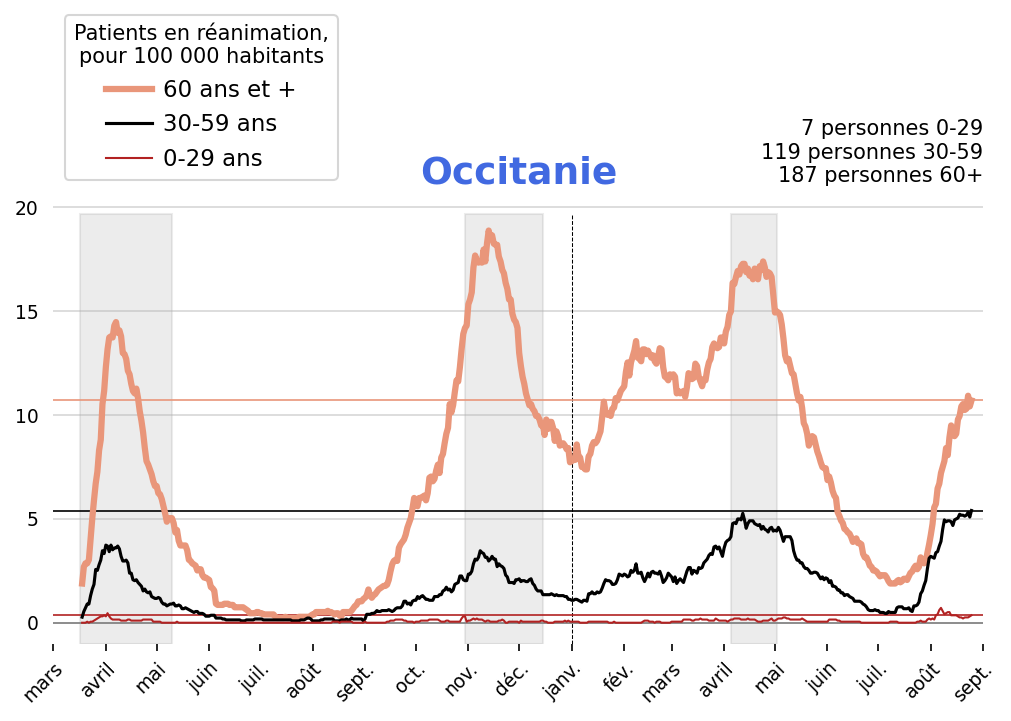 Patients en réanimation,
pour 100 000 habitants
60 ans et +
30-59 ans
0-29 ans
7 personnes 0-29
119 personnes 30-59
187 personnes 60+
Occitanie
20
15
10
5
0
mars avril mai juin juil. août sept. oct. nov. déc. janv. fév. mars avril mai juin juil. août sept.